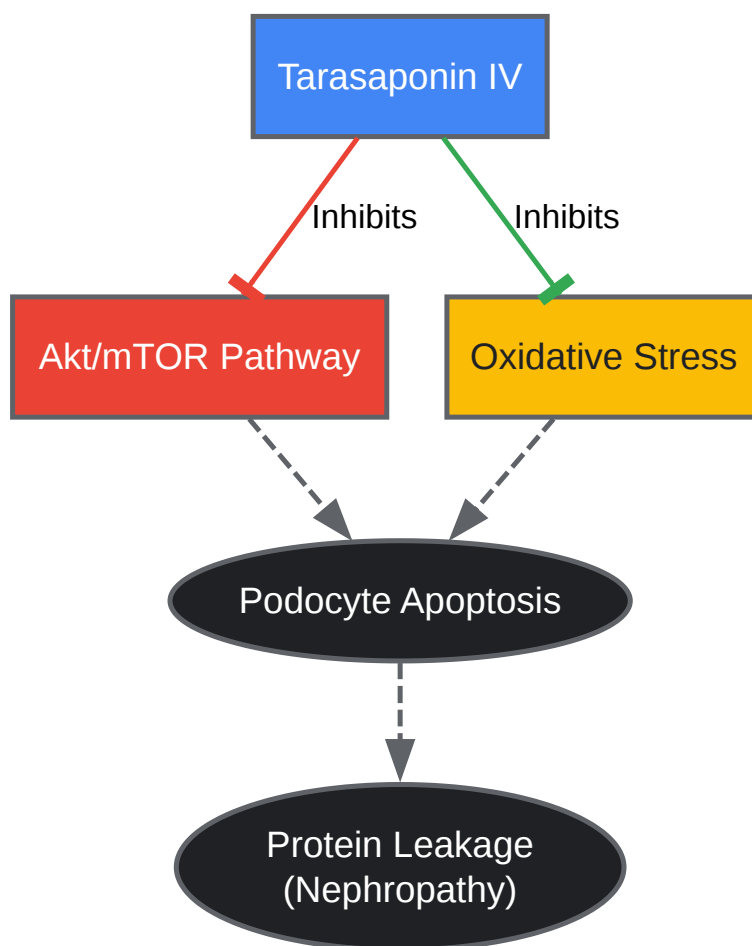 Tarasaponin IV
Inhibits
Inhibits
Akt/mTOR Pathway
Oxidative Stress
Podocyte Apoptosis
Protein Leakage
(Nephropathy)